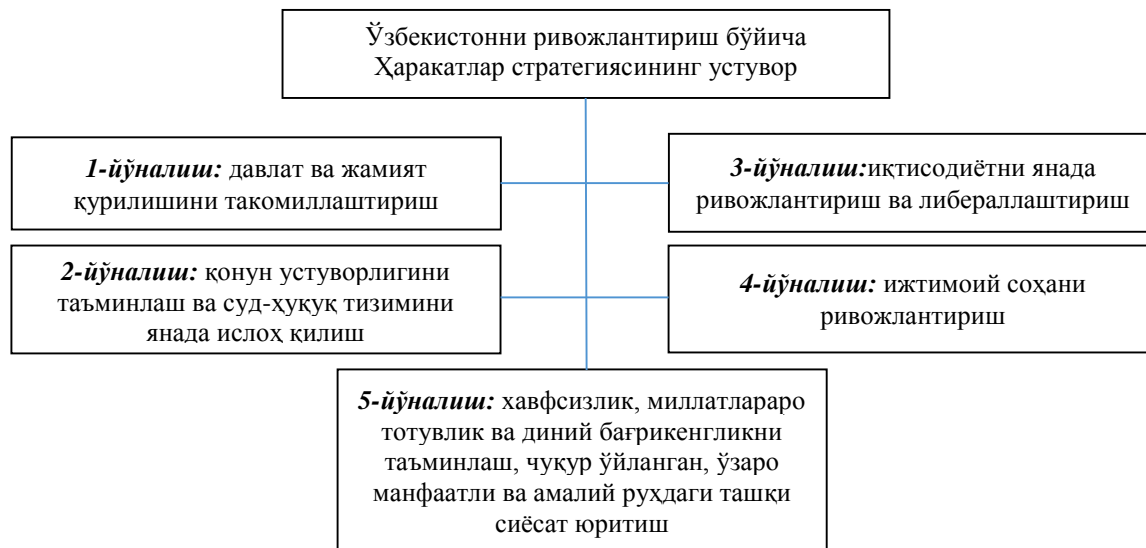 Ўзбекистонни ривожлантириш бўйича
Ҳаракатлар стратегиясининг устувор
1-йўналиш: давлат ва жамият
қурилишини такомиллаштириш
2-йўналиш: қонун устуворлигини
таъминлаш ва суд-ҳуқуқ тизимини
янада ислоҳ қилиш
3-йўналиш:иқтисодиётни янада
ривожлантириш ва либераллаштириш
4-йўналиш: ижтимоий соҳани
ривожлантириш
5-йўналиш: хавфсизлик, миллатлараро
тотувлик ва диний бағрикенгликни
таъминлаш, чуқур ўйланган, ўзаро
манфаатли ва амалий руҳдаги ташқи
сиёсат юритиш